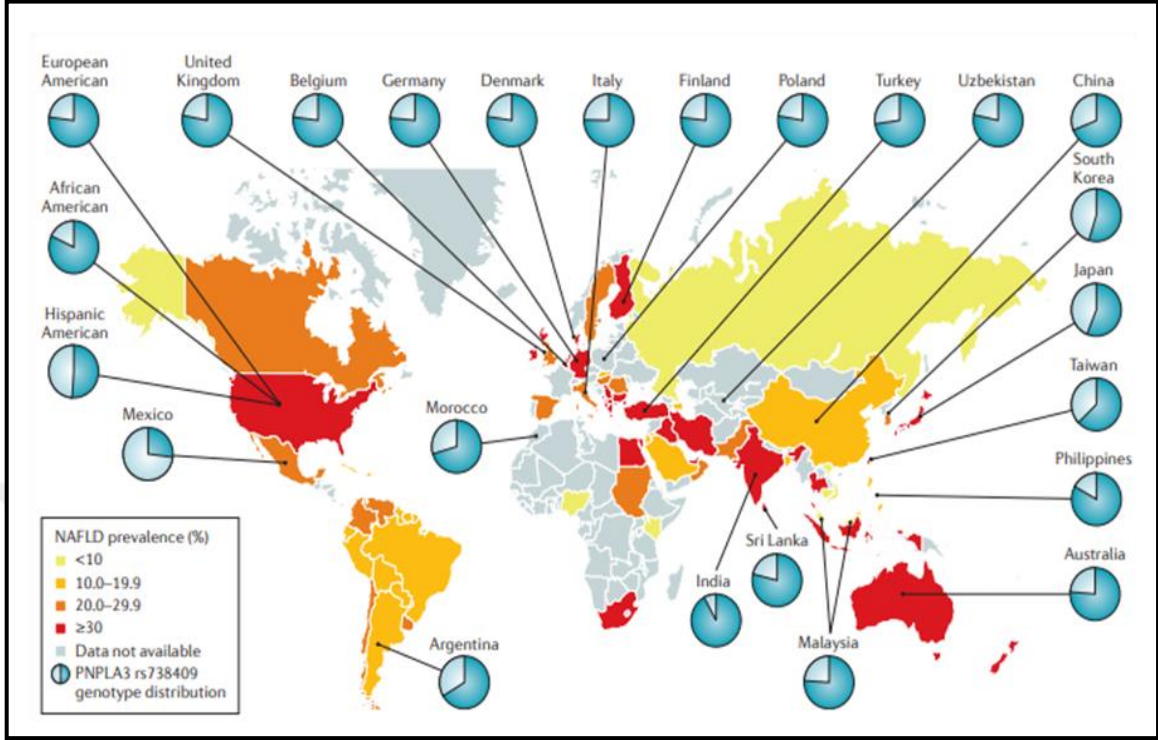 European
American
United
Kingdom
Belgium
Germany
Denmark
Italy
Finland
Poland
Turkey
Uzbekistan
China
South
Korea
African
American
Japan
Hispanic
American
Taiwan
Mexico
Morocco
Philippines
NAFLD prevalence (%)
<10
10.0–19.9
20.0–29.9
≥30
Data not available
PNPLA3 rs738409
genotype distribution
Sri Lanka
India
Australia
Argentina
Malaysia